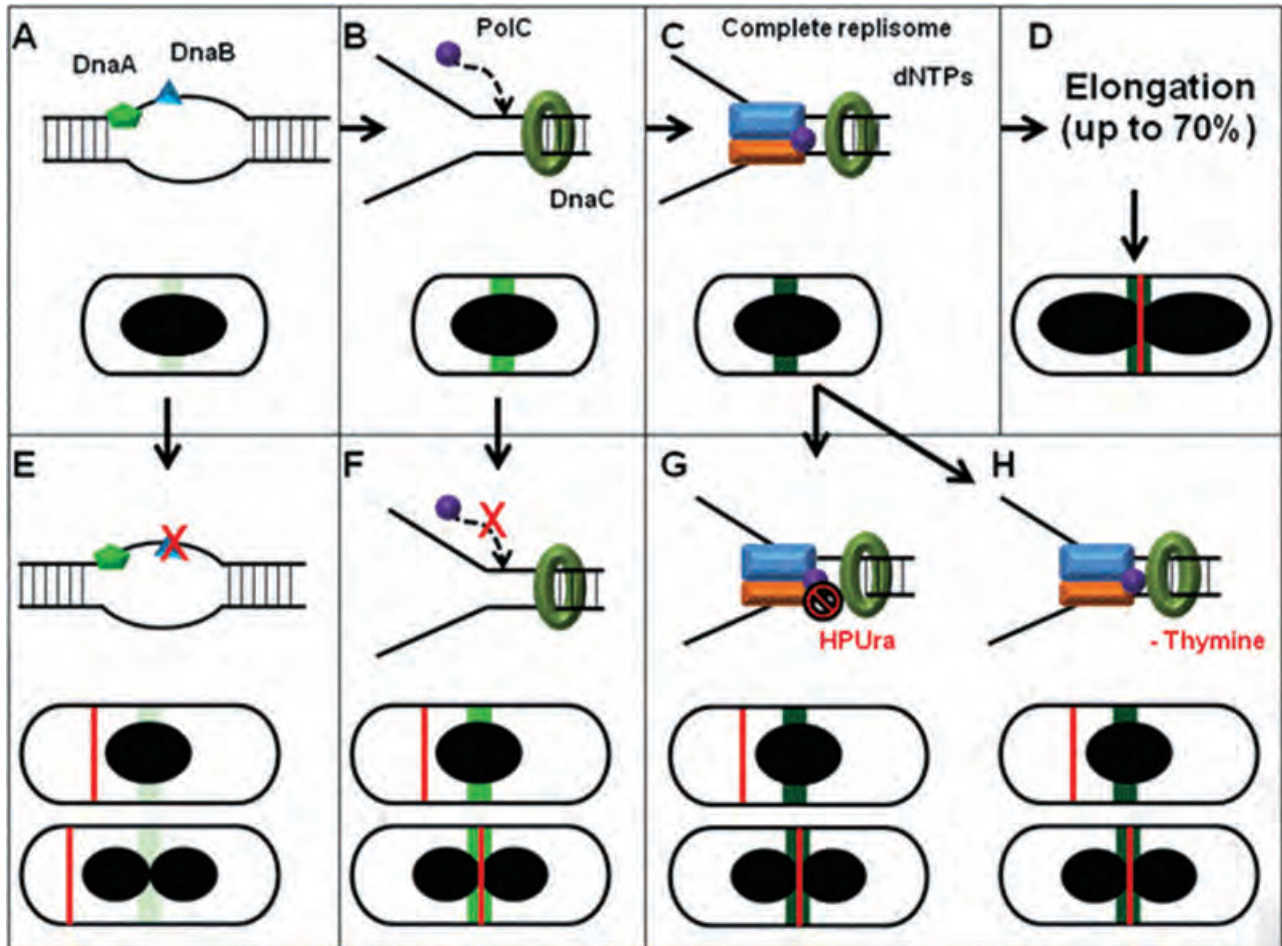 A
DnaA
DnaB
B
PolC
DnaC
C
Complete replisome
dNTPs
D
Elongation
(up to 70%)
E
X
F
X
G
HPUra
H
- Thymine